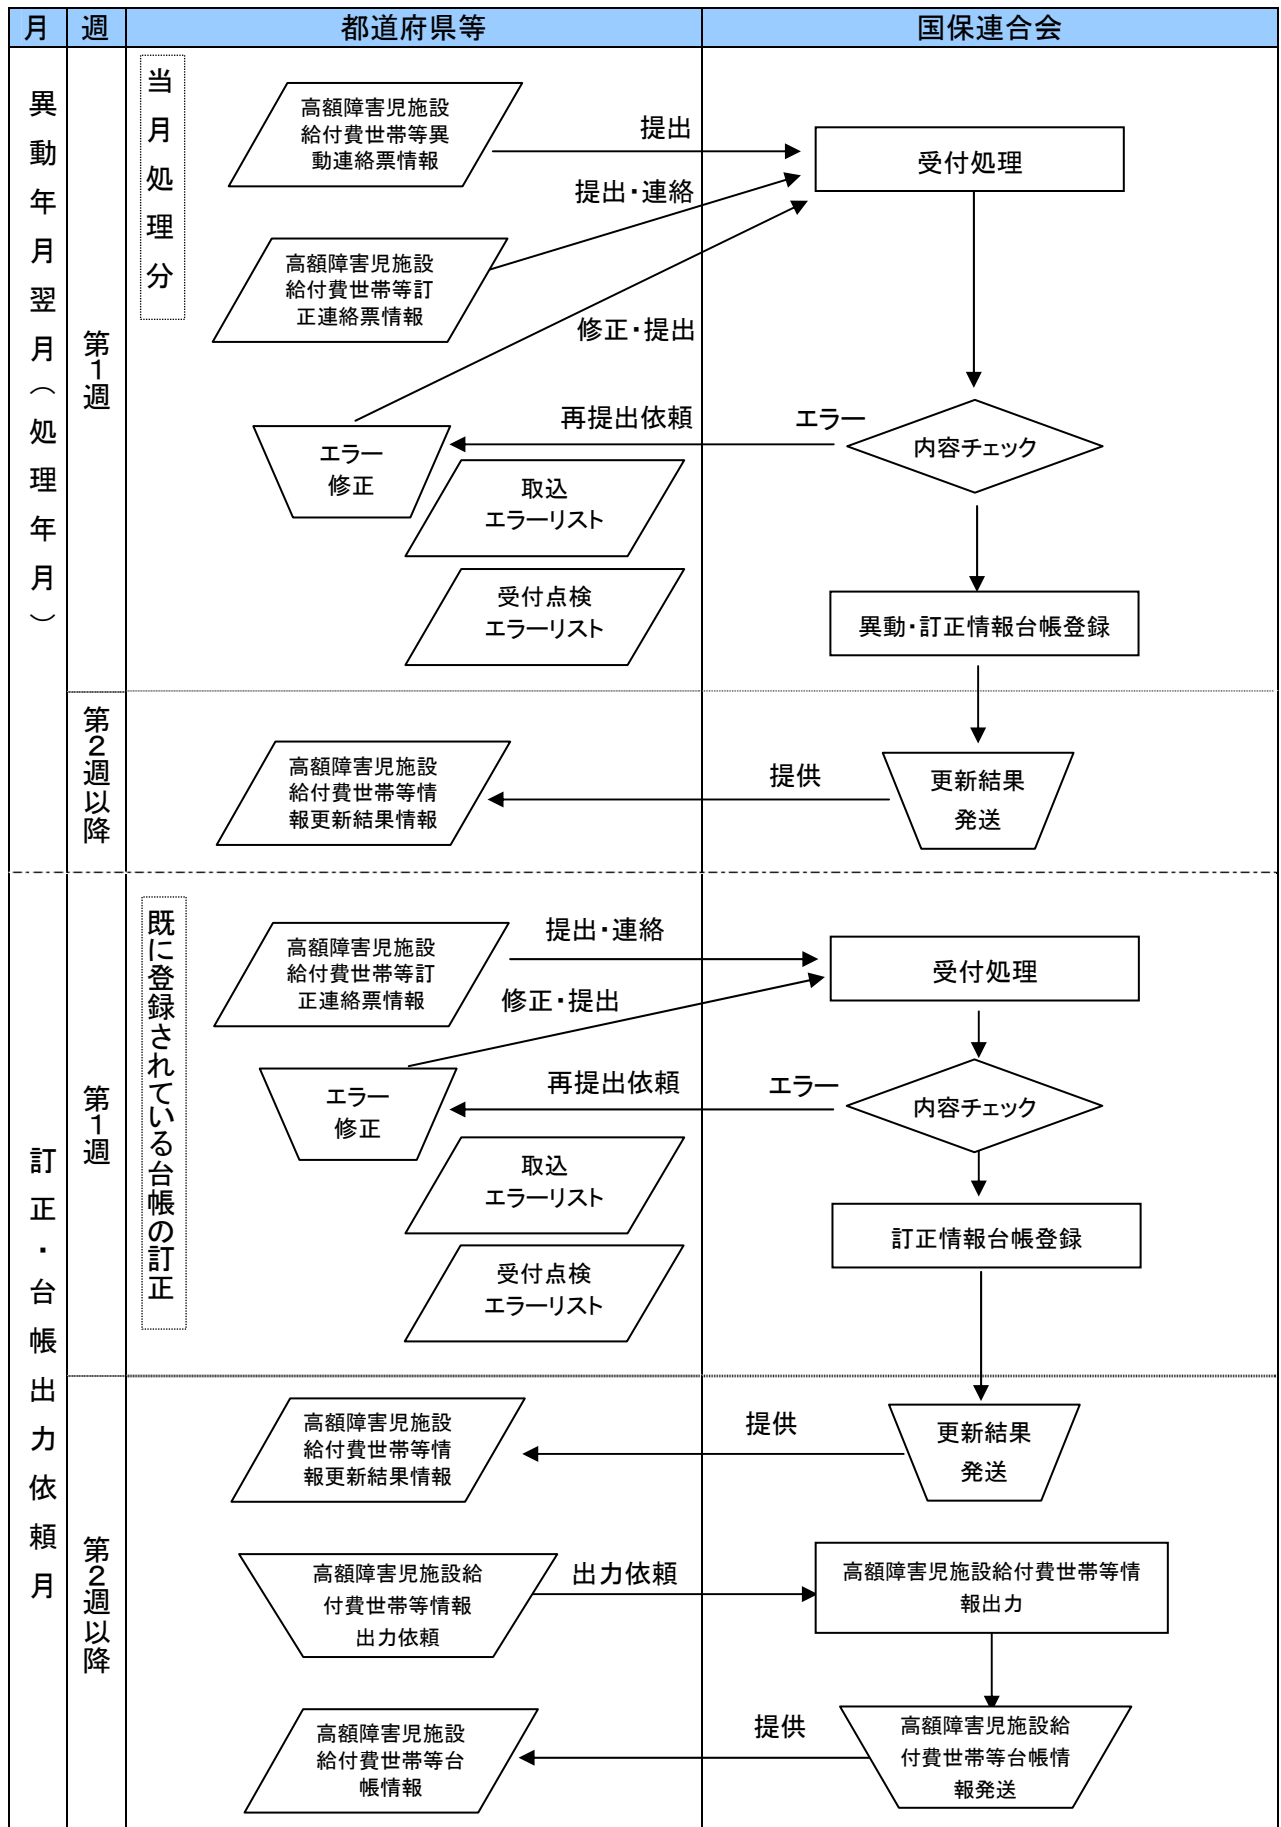 月
週
都道府県等
国保連合会
異動年月翌月（処理年月）
第1週
当月処理分
高額障害児施設
給付費世帯等異
動連絡票情報
提出
受付処理
提出・連絡
高額障害児施設
給付費世帯等訂
正連絡票情報
修正・提出
再提出依頼
エラー
内容チェック
エラー
修正
取込
エラーリスト
受付点検
エラーリスト
異動・訂正情報台帳登録
第2週以降
高額障害児施設
給付費世帯等情
報更新結果情報
提供
更新結果
発送
訂正・台帳出力依頼月
第1週
既に登録されている台帳の訂正
高額障害児施設
給付費世帯等訂
正連絡票情報
提出・連絡
受付処理
修正・提出
エラー
修正
再提出依頼
エラー
内容チェック
取込
エラーリスト
訂正情報台帳登録
受付点検
エラーリスト
第2週以降
高額障害児施設
給付費世帯等情
報更新結果情報
提供
更新結果
発送
高額障害児施設給
付費世帯等情報
出力依頼
出力依頼
高額障害児施設給付費世帯等情
報出力
高額障害児施設
給付費世帯等台
帳情報
提供
高額障害児施設給
付費世帯等台帳情
報発送